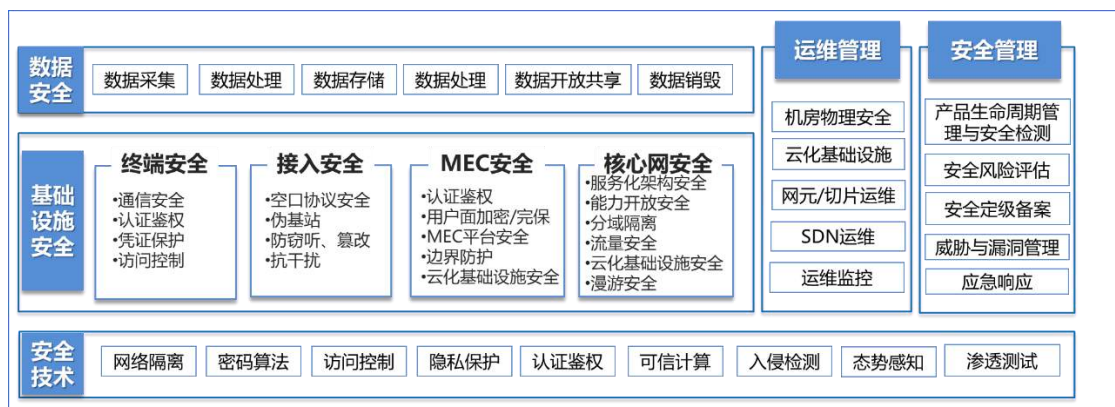 数据
安全
数据采集
数据处理
数据存储
数据处理
数据开放共享
数据销毁
基础
设施
安全
终端安全
•通信安全
•认证鉴权
•凭证保护
•访问控制
接入安全
•空口协议安全
•伪基站
•防窃听、篡改
•抗干扰
MEC安全
•认证鉴权
•用户面加密/完保
•MEC平台安全
•边界防护
•云化基础设施安全
核心网安全
•服务化架构安全
•能力开放安全
•分域隔离
•流量安全
•云化基础设施安全
•漫游安全
运维管理
机房物理安全
云化基础设施
网元/切片运维
SDN运维
运维监控
安全管理
产品生命周期管
理与安全检测
安全风险评估
安全定级备案
威胁与漏洞管理
应急响应
安全
技术
网络隔离
密码算法
访问控制
隐私保护
认证鉴权
可信计算
入侵检测
态势感知
渗透测试